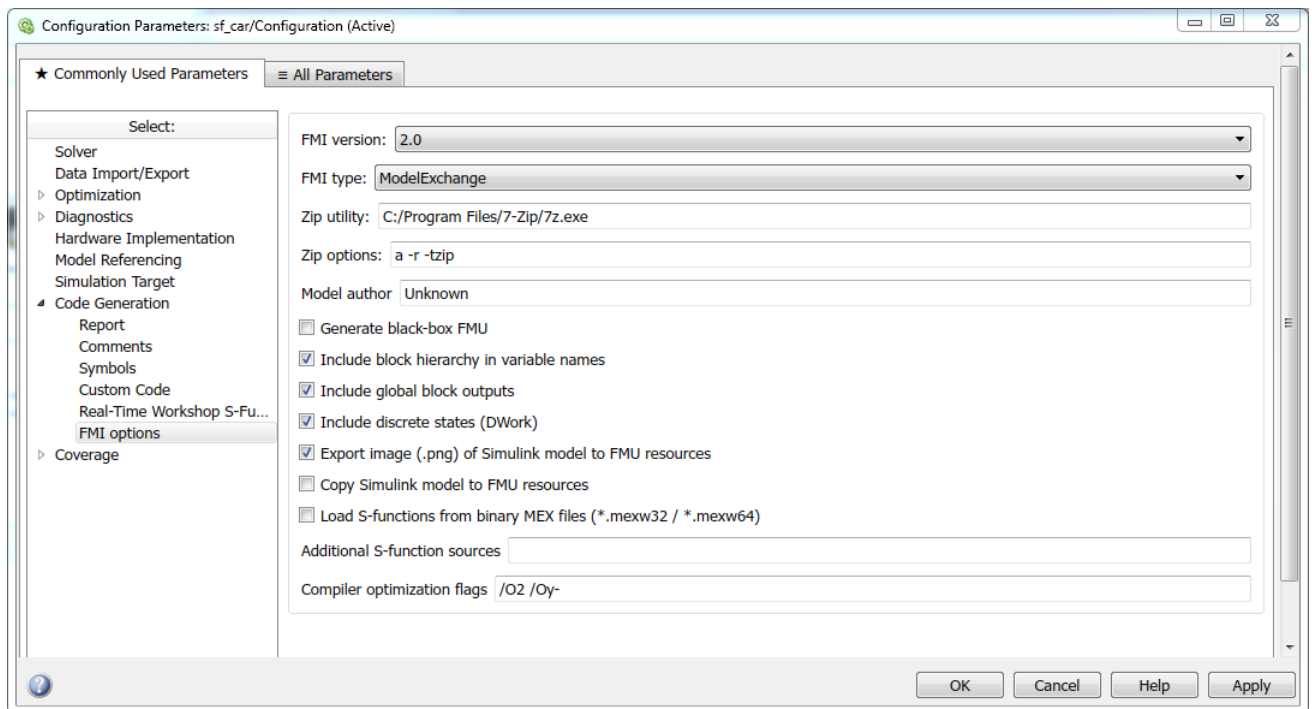 Configuration Parameters: sf_car/Configuration (Active)
★ Commonly Used Parameters
≡ All Parameters
Select:
Solver
Data Import/Export
Optimization
Diagnostics
Hardware Implementation
Model Referencing
Simulation Target
Code Generation
Report
Comments
Symbols
Custom Code
Real-Time Workshop S-Fu...
FMI options
Coverage
FMI version: 2.0
FMI type: ModelExchange
Zip utility: C:/Program Files/7-Zip/7z.exe
Zip options: a -r -tzip
Model author Unknown
Generate black-box FMU
Include block hierarchy in variable names
Include global block outputs
Include discrete states (DWork)
Export image (.png) of Simulink model to FMU resources
Copy Simulink model to FMU resources
Load S-functions from binary MEX files (*.mexw32 / *.mexw64)
Additional S-function sources
Compiler optimization flags /O2 /Oy-
OK Cancel Help Apply